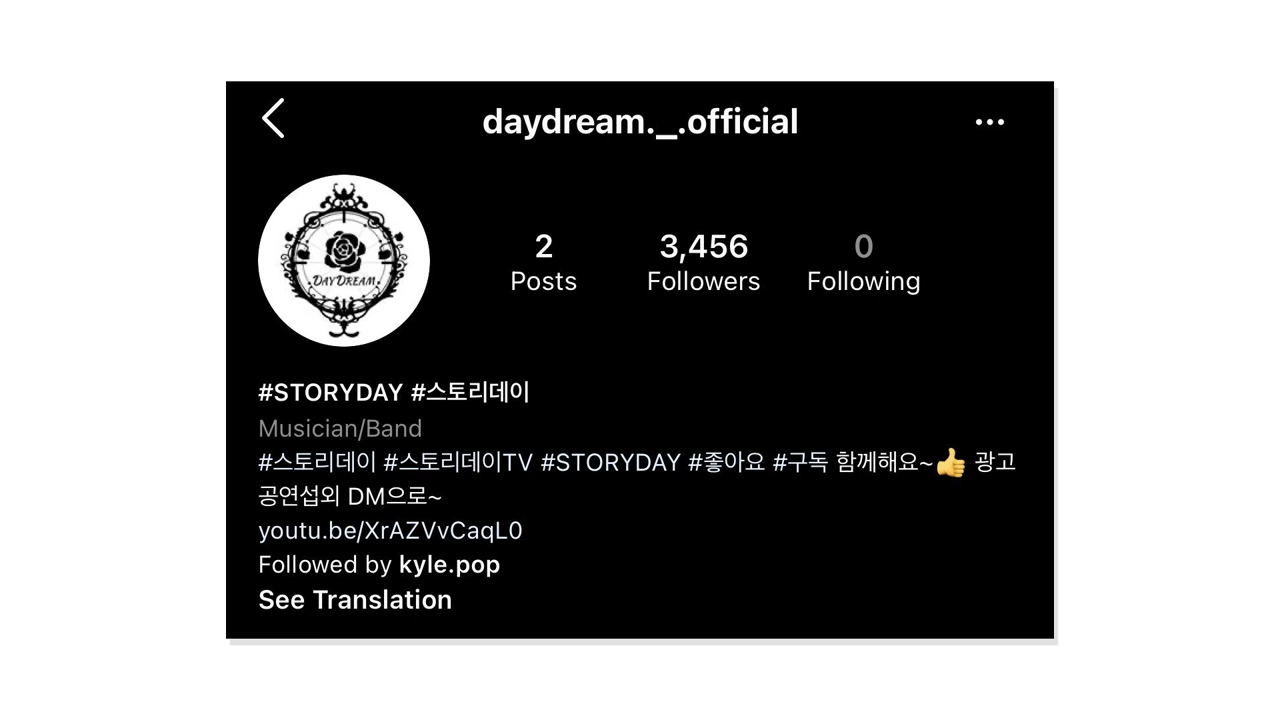 daydream._.official
DAYDREAM
2 3,456 0
Posts Followers Following
#STORYDAY #스토리데이
Musician/Band
#스토리데이 #스토리데이TV #STORYDAY #좋아요 #구독 함께해요~👍 광고
공연섭외 DM으로~
youtu.be/XrAZVvCaqL0
Followed by kyle.pop
See Translation